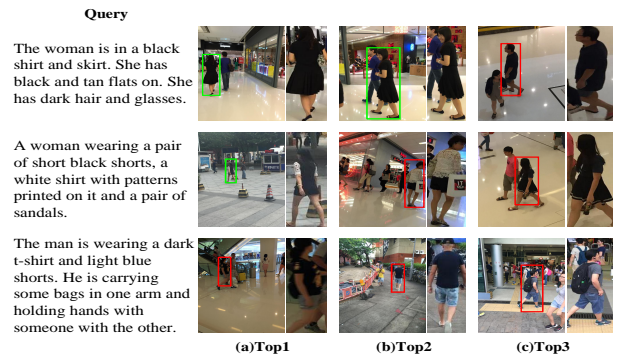 Query
The woman is in a black
shirt and skirt. She has
black and tan flats on. She
has dark hair and glasses.
A woman wearing a pair
of short black shorts, a
white shirt with patterns
printed on it and a pair of
sandals.
The man is wearing a dark
t-shirt and light blue
shorts. He is carrying
some bags in one arm and
holding hands with
someone with the other.
(a)Top1
(b)Top2
(c)Top3